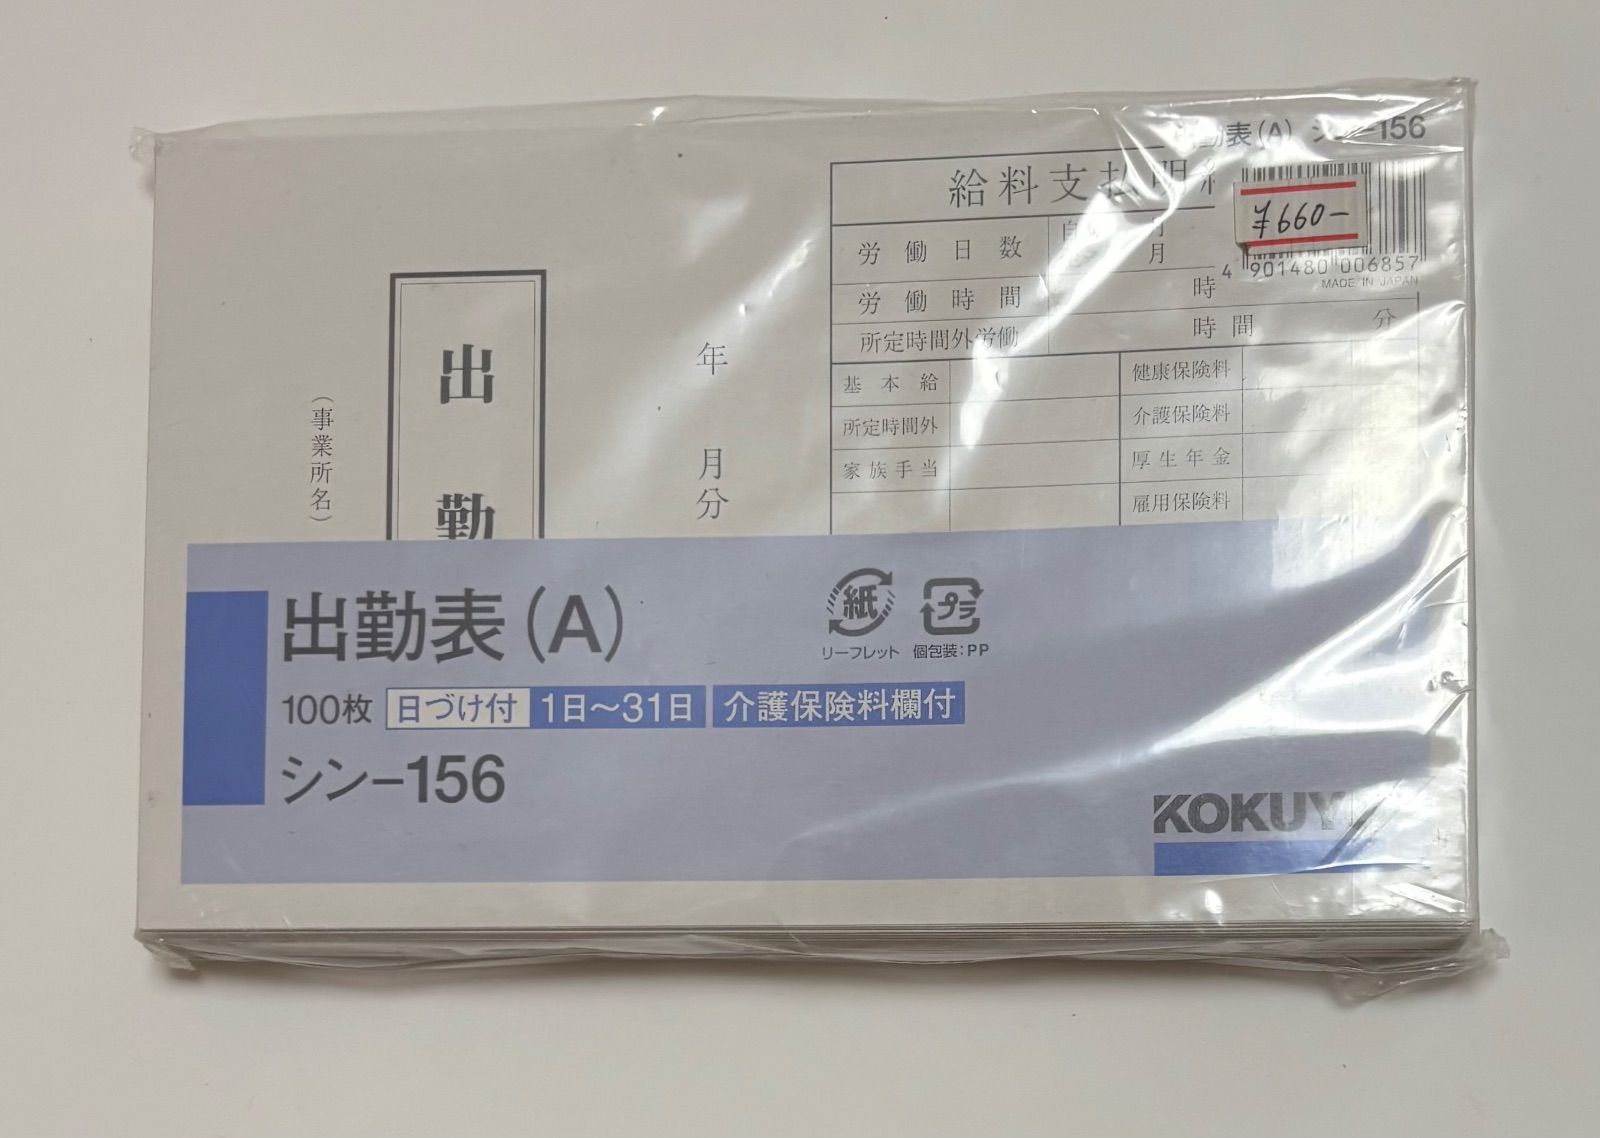 出勤表(A) シン-156
¥660-
4 901480 006857
MADE IN JAPAN
給料支払明
労働日数
月
労働時間 時
所定時間外労働 時間 分
基本給 健康保険料
所定時間外 介護保険料
家族手当 厚生年金
雇用保険料
年
月分
出勤
(事業所名)
出勤表(A)
100枚 日づけ付 1日〜31日 介護保険料欄付
シン-156
紙
リーフレット
プラ
個包装:PP
KOKUY